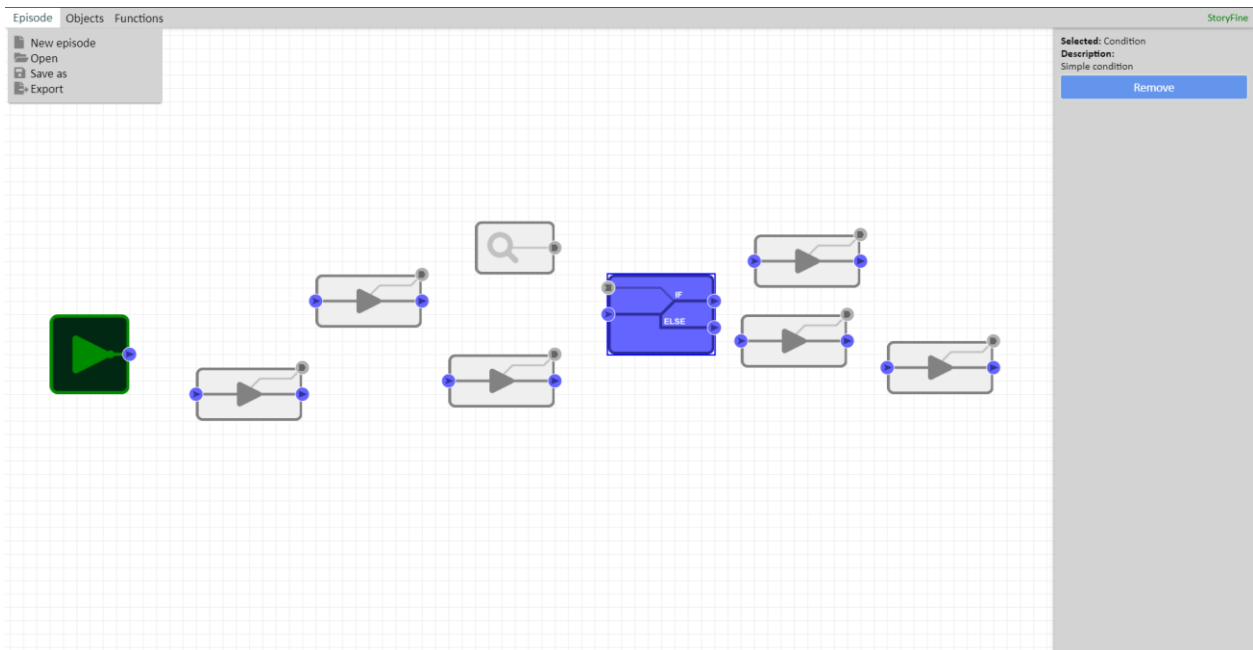 Episode Objects Functions StoryFine
New episode
Open
Save as
Export
Selected: Condition
Description:
Simple condition
Remove
IF
ELSE